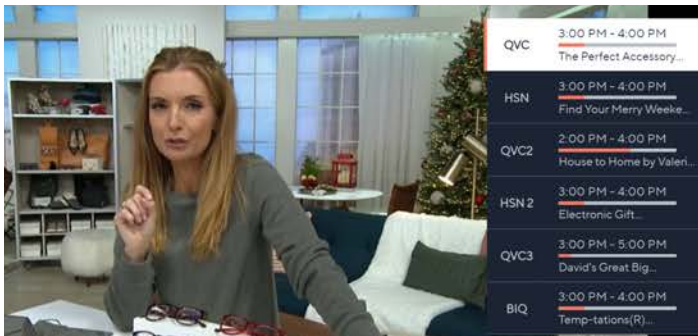 QVC
3:00 PM - 4:00 PM
The Perfect Accessory...
HSN
3:00 PM - 4:00 PM
Find Your Merry Weeke...
QVC2
2:00 PM - 4:00 PM
House to Home by Valeri...
HSN 2
3:00 PM - 4:00 PM
Electronic Gift...
QVC3
3:00 PM - 5:00 PM
David's Great Big...
BIQ
3:00 PM - 4:00 PM
Temp-tations(R)...